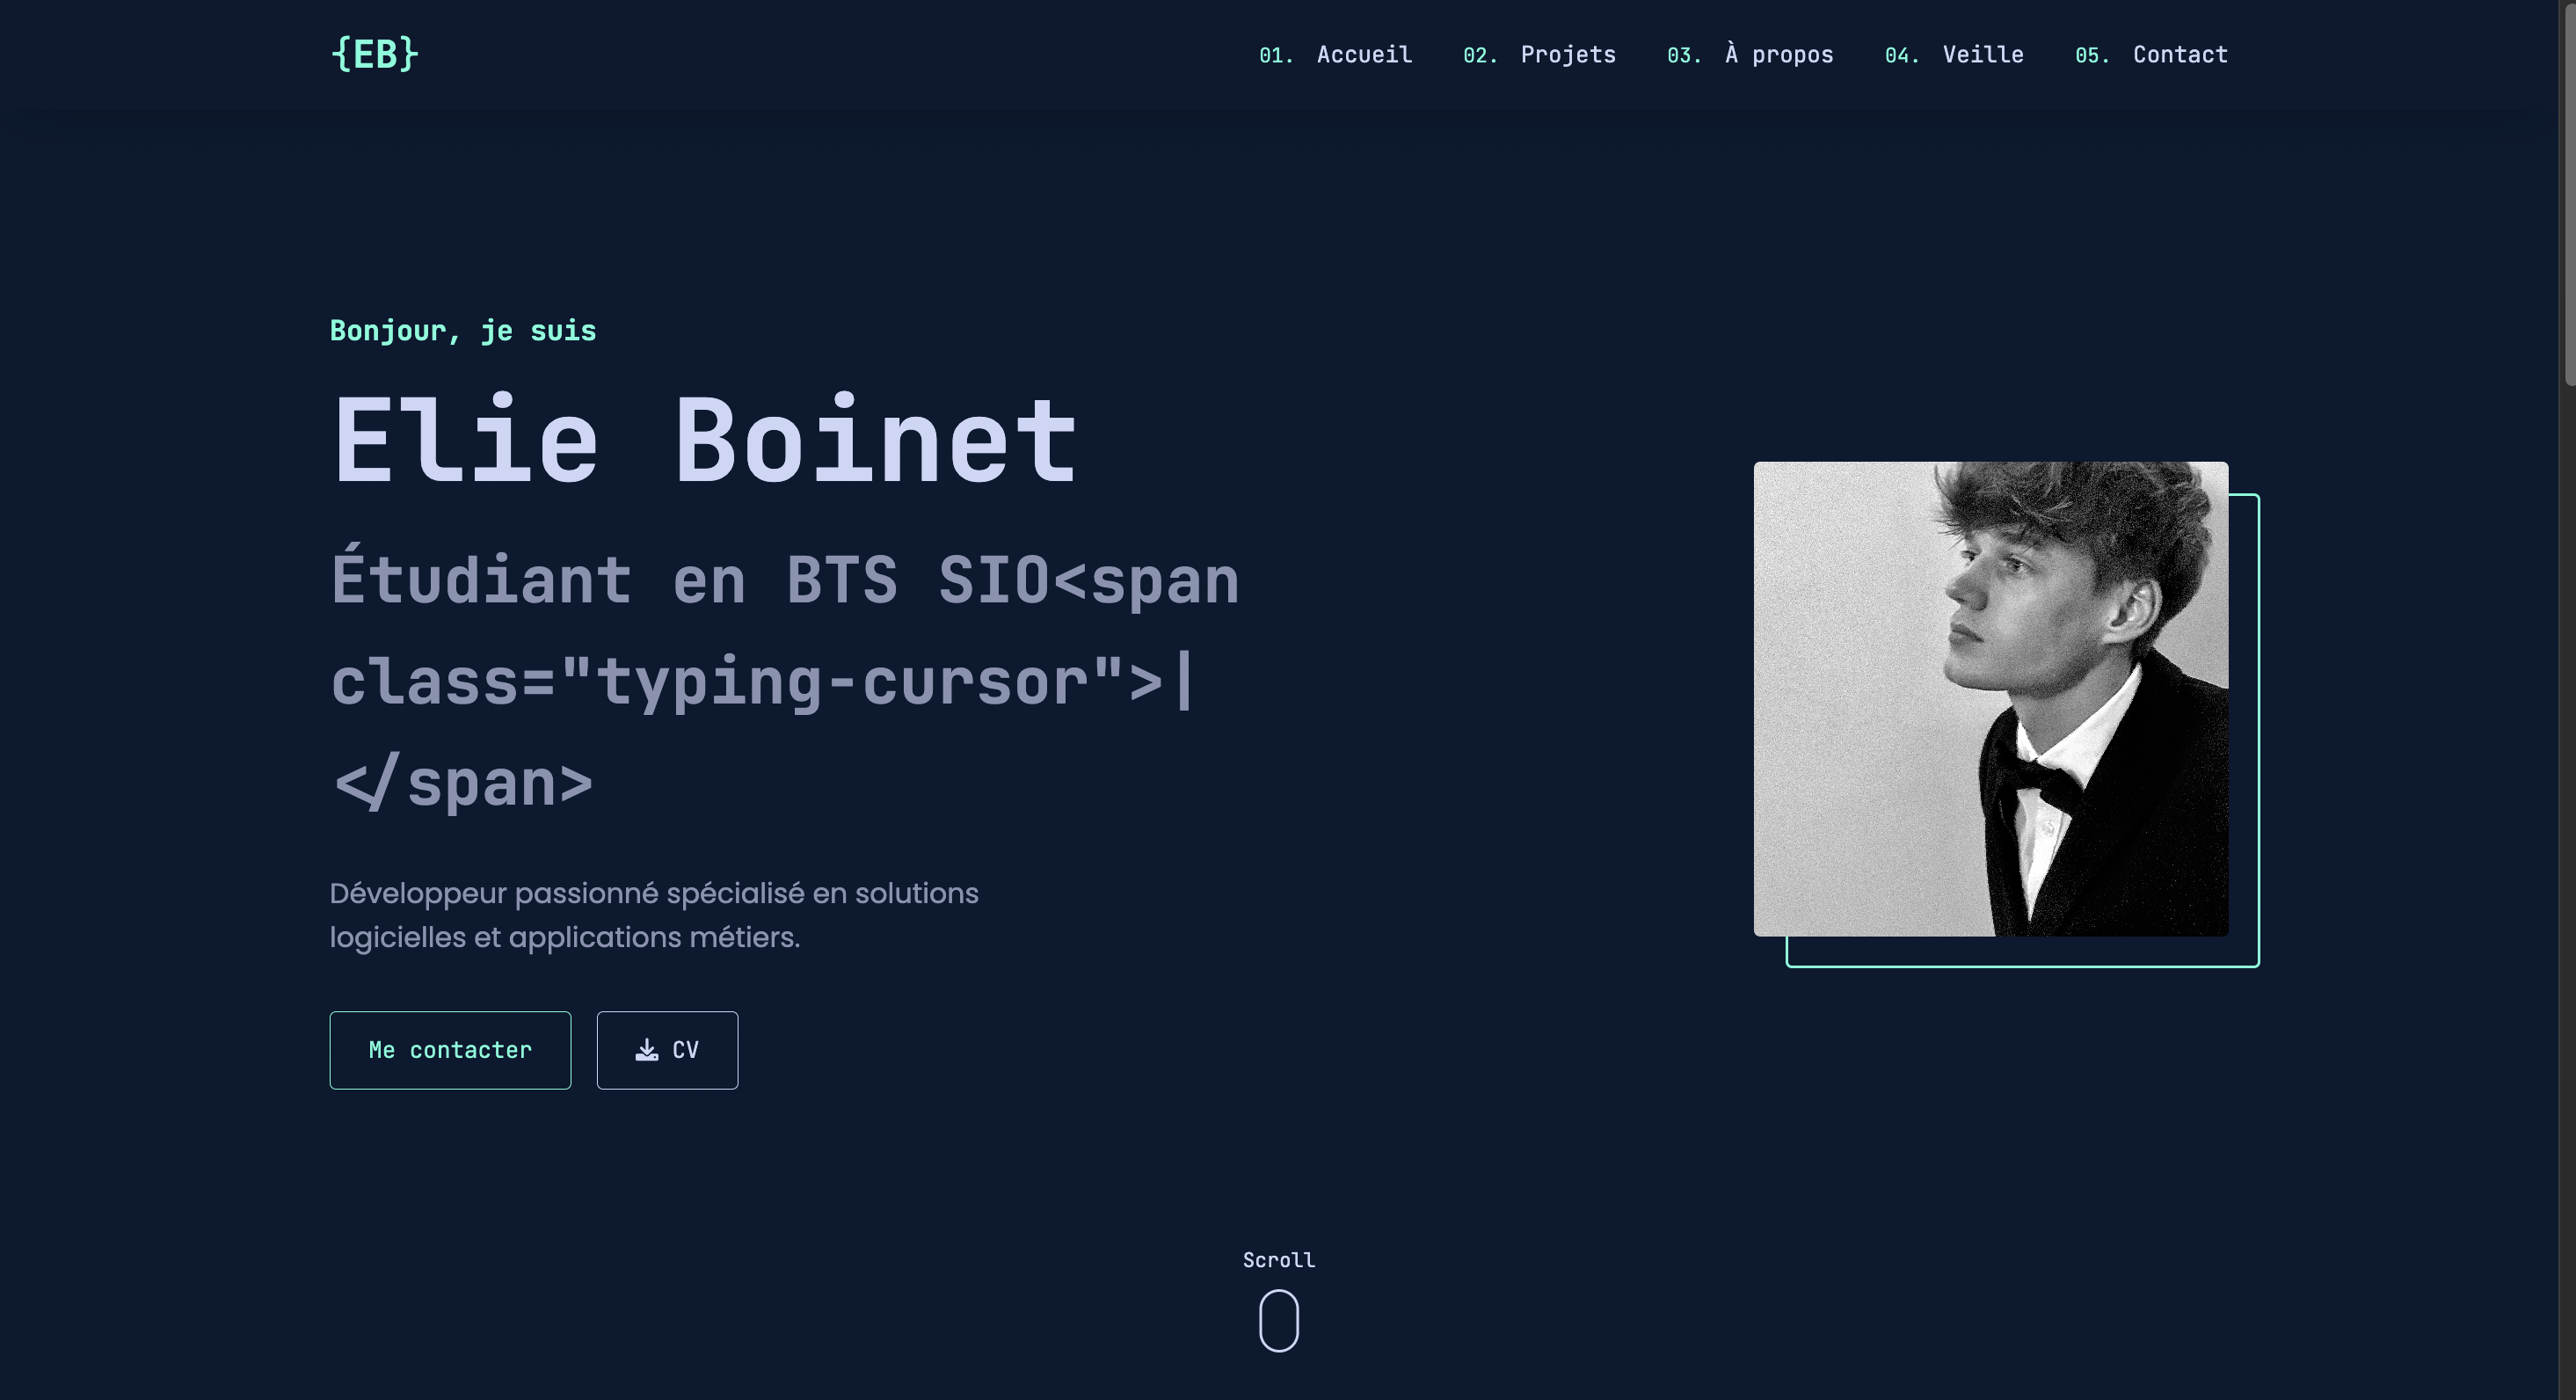 {EB}
01. Accueil 02. Projets 03. À propos 04. Veille 05. Contact
Bonjour, je suis
Elie Boinet
Étudiant en BTS SIO<span
class="typing-cursor">|
</span>
Développeur passionné spécialisé en solutions
logicielles et applications métiers.
Me contacter
CV
Scroll